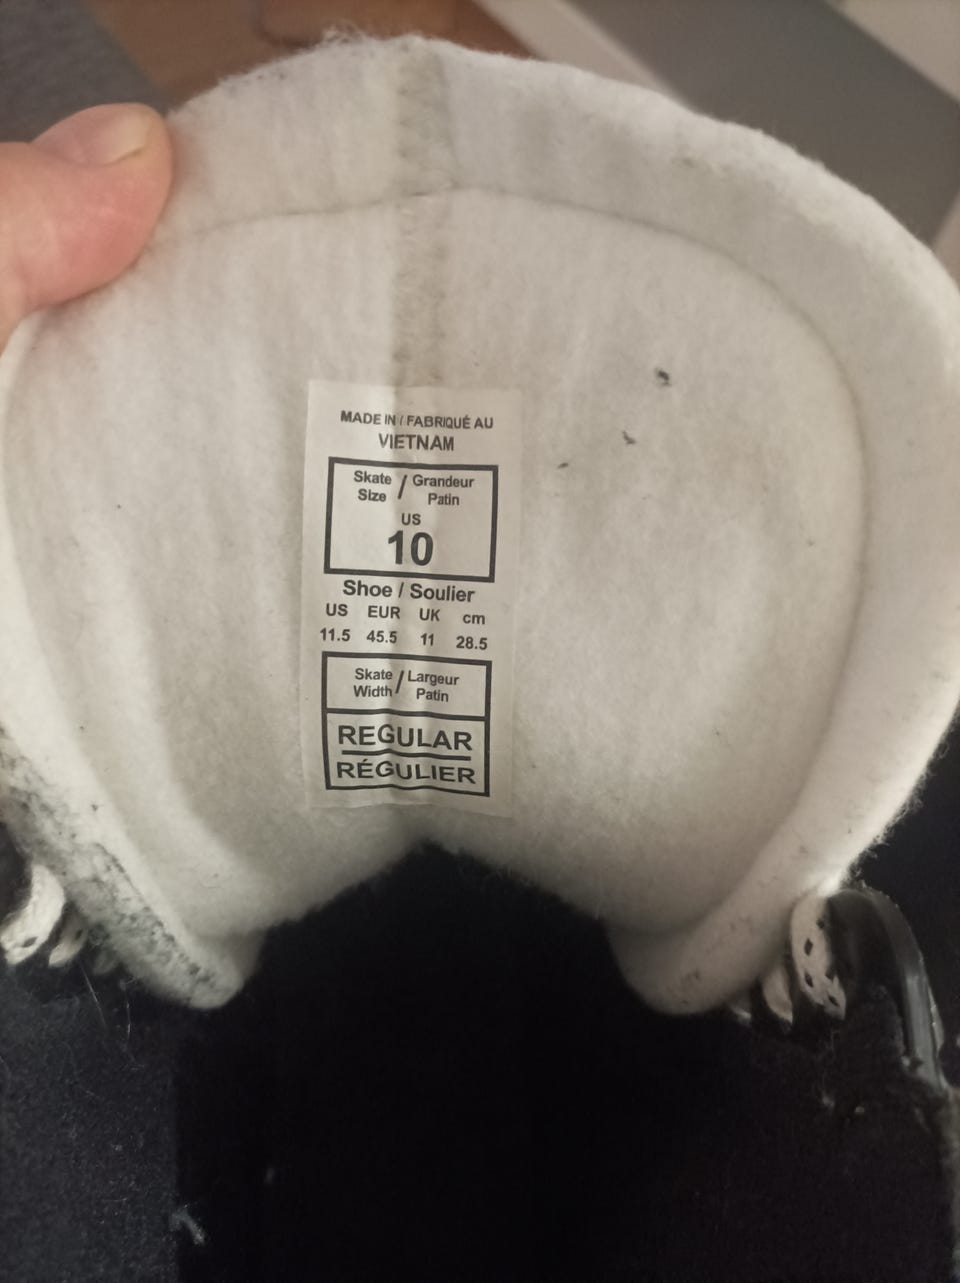 MADE IN / FABRIQUÉ AU
VIETNAM
Skate / Grandeur
Size Patin
US
10
Shoe / Soulier
US EUR UK cm
11.5 45.5 11 28.5
Skate / Largeur
Width Patin
REGULAR
RÉGULIER